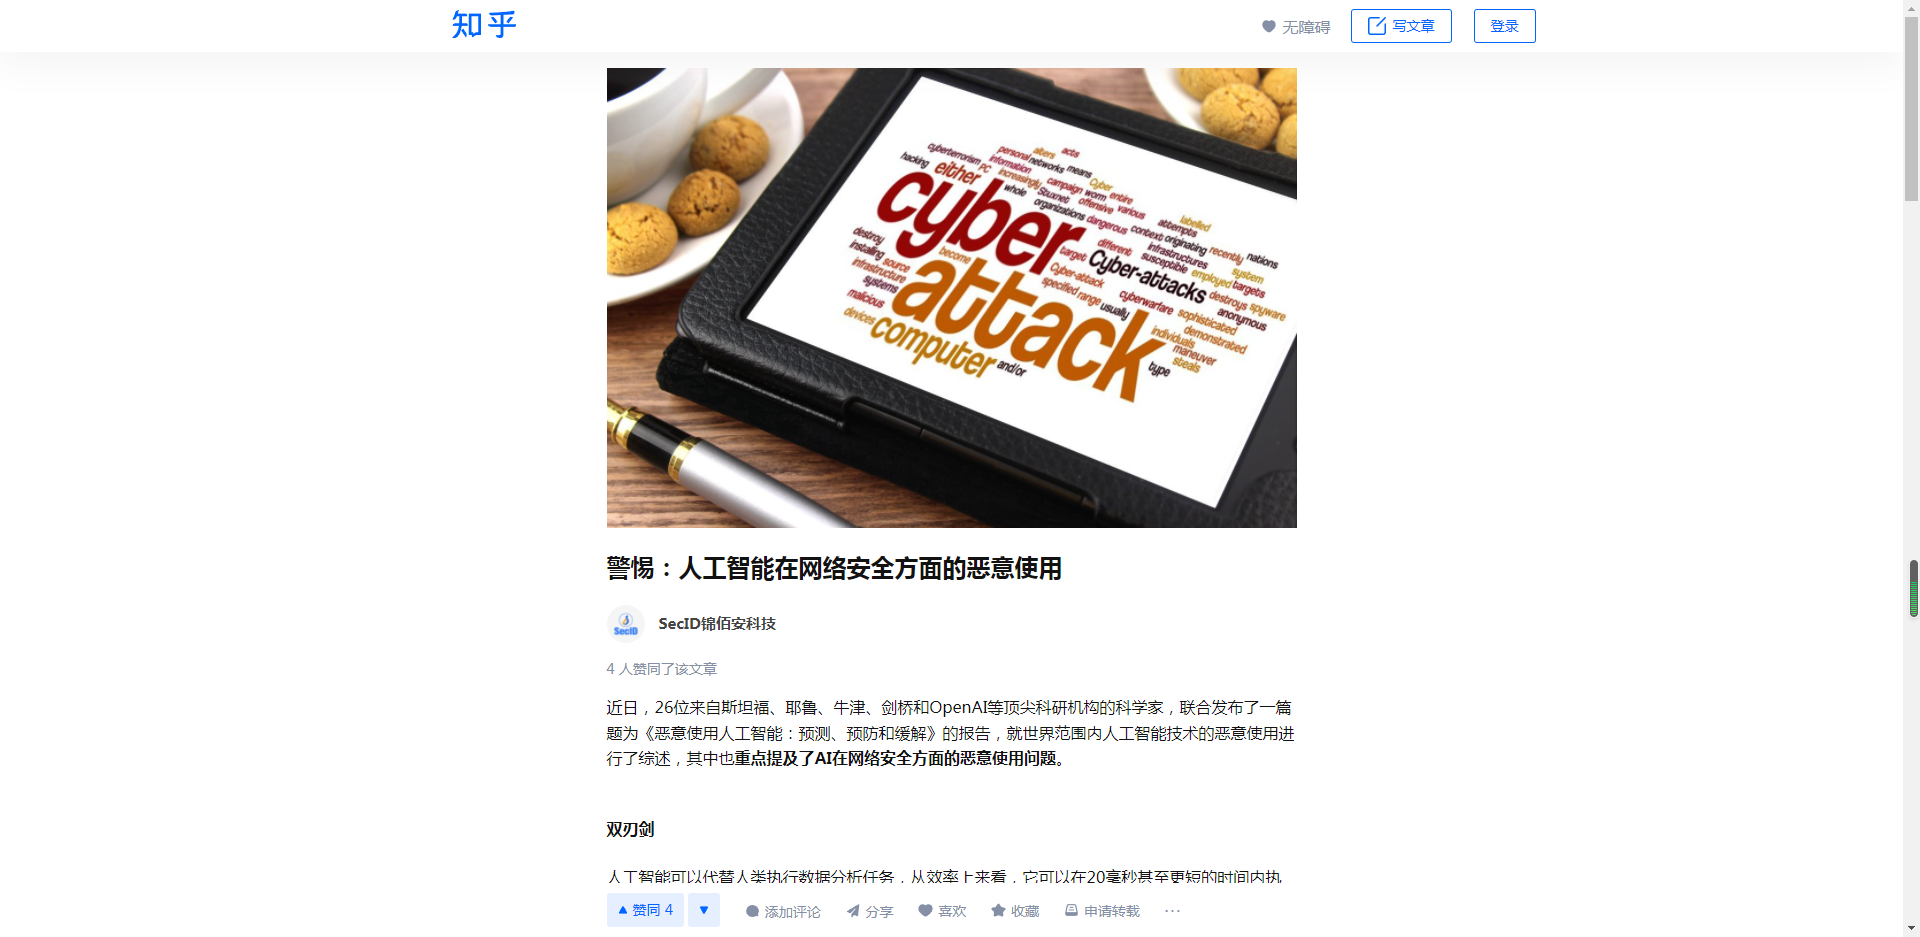 知乎
无障碍
写文章
登录
acts
alters
personal
networks
means
cyberterrorism
information
hacking
either
PC
increasingly
campaign
Cyber
entire
whole
Stuxnet
worm
offensive
various
organizations
dangerous
attempts
labelled
context
originating
recently
nations
cyber
different
infrastructures
susceptible
system
destroy
installing
become
target
Cyber-attacks
employed
targets
source
infrastructure
Cyber-attack
destroys
spyware
systems
attack
specified
range
usually
cyberwarfare
sophisticated
anonymous
malicious
devices
computer
individuals
demonstrated
maneuver
steals
and/or
type
警惕：人工智能在网络安全方面的恶意使用
SecID
SecID锦佰安科技
4 人赞同了该文章
近日，26位来自斯坦福、耶鲁、牛津、剑桥和OpenAI等顶尖科研机构的科学家，联合发布了一篇
题为《恶意使用人工智能：预测、预防和缓解》的报告，就世界范围内人工智能技术的恶意使用进
行了综述，其中也重点提及了AI在网络安全方面的恶意使用问题。
双刃剑
人工智能可以代替人类执行数据分析任务，从效率上来看，它可以在20毫秒甚至更短的时间内执
赞同 4
添加评论
分享
喜欢
收藏
申请转载